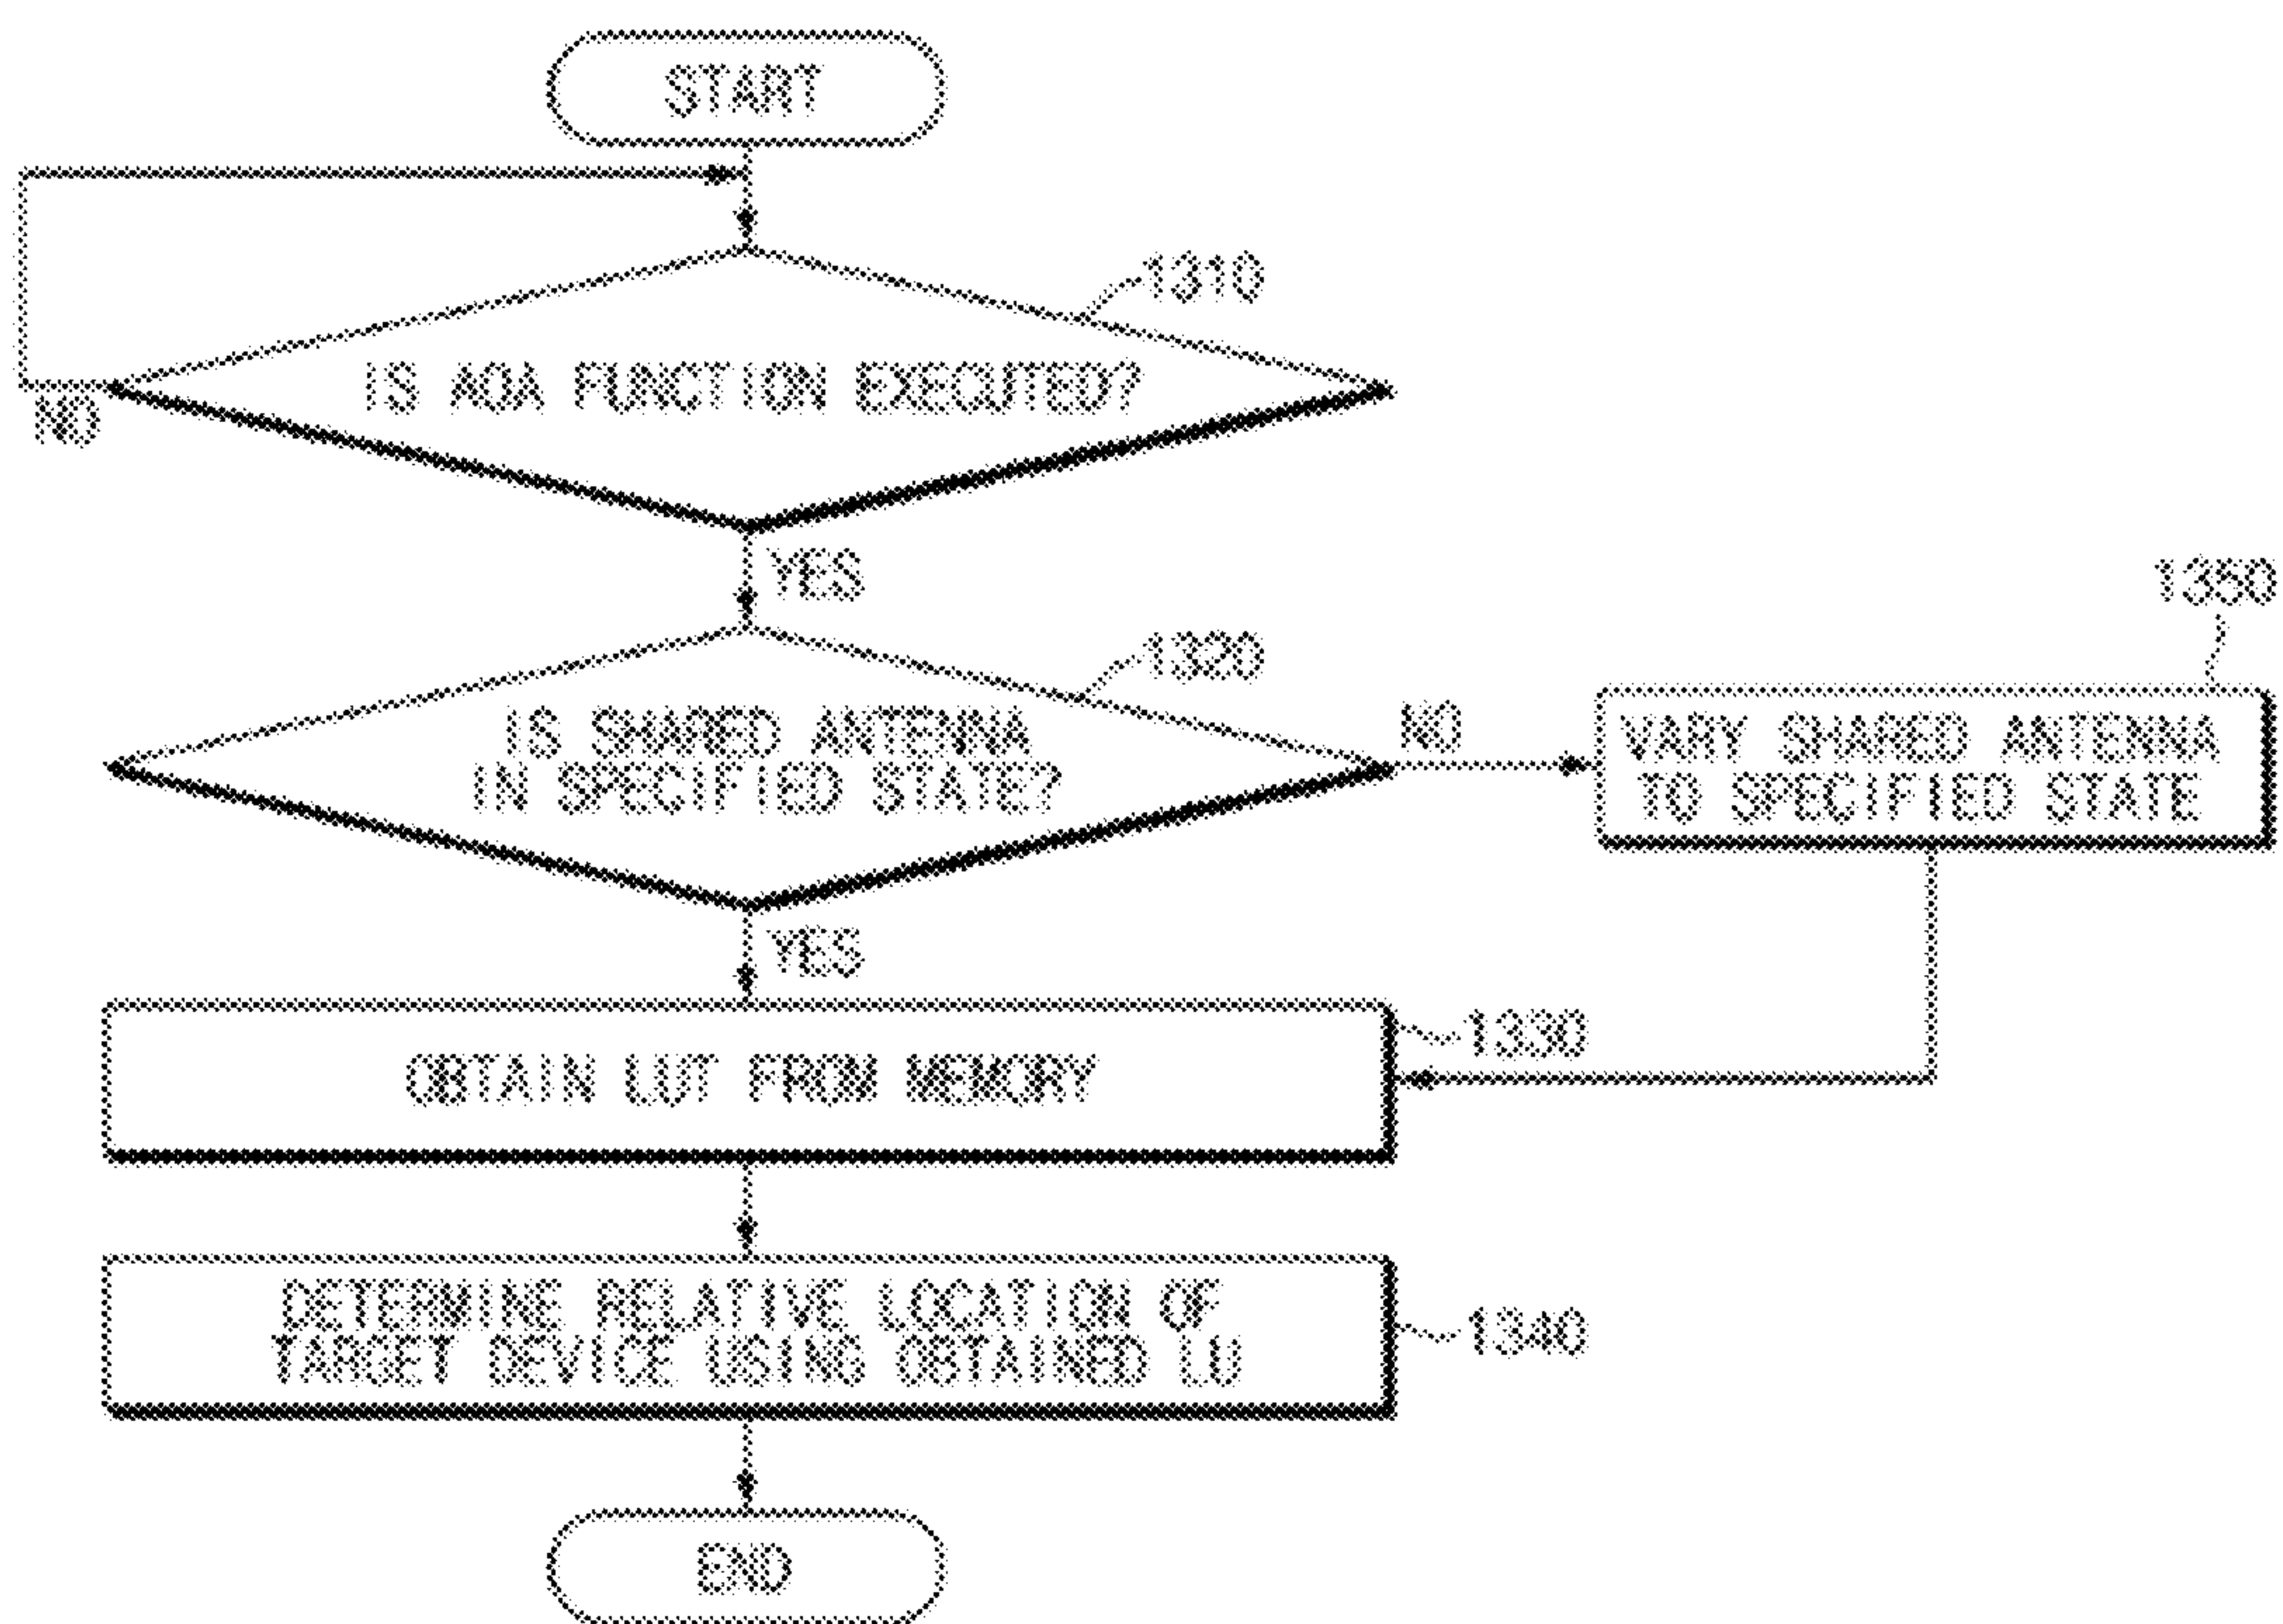 START
1310
IS AOA FUNCTION EXECUTED?
NO
YES
1320
IS SHARED ANTENNA
IN SPECIFIED STATE?
NO
1350
VARY SHARED ANTENNA
TO SPECIFIED STATE
YES
OBTAIN LUT FROM MEMORY
1330
DETERMINE RELATIVE LOCATION OF
TARGET DEVICE USING OBTAINED LU
1340
END